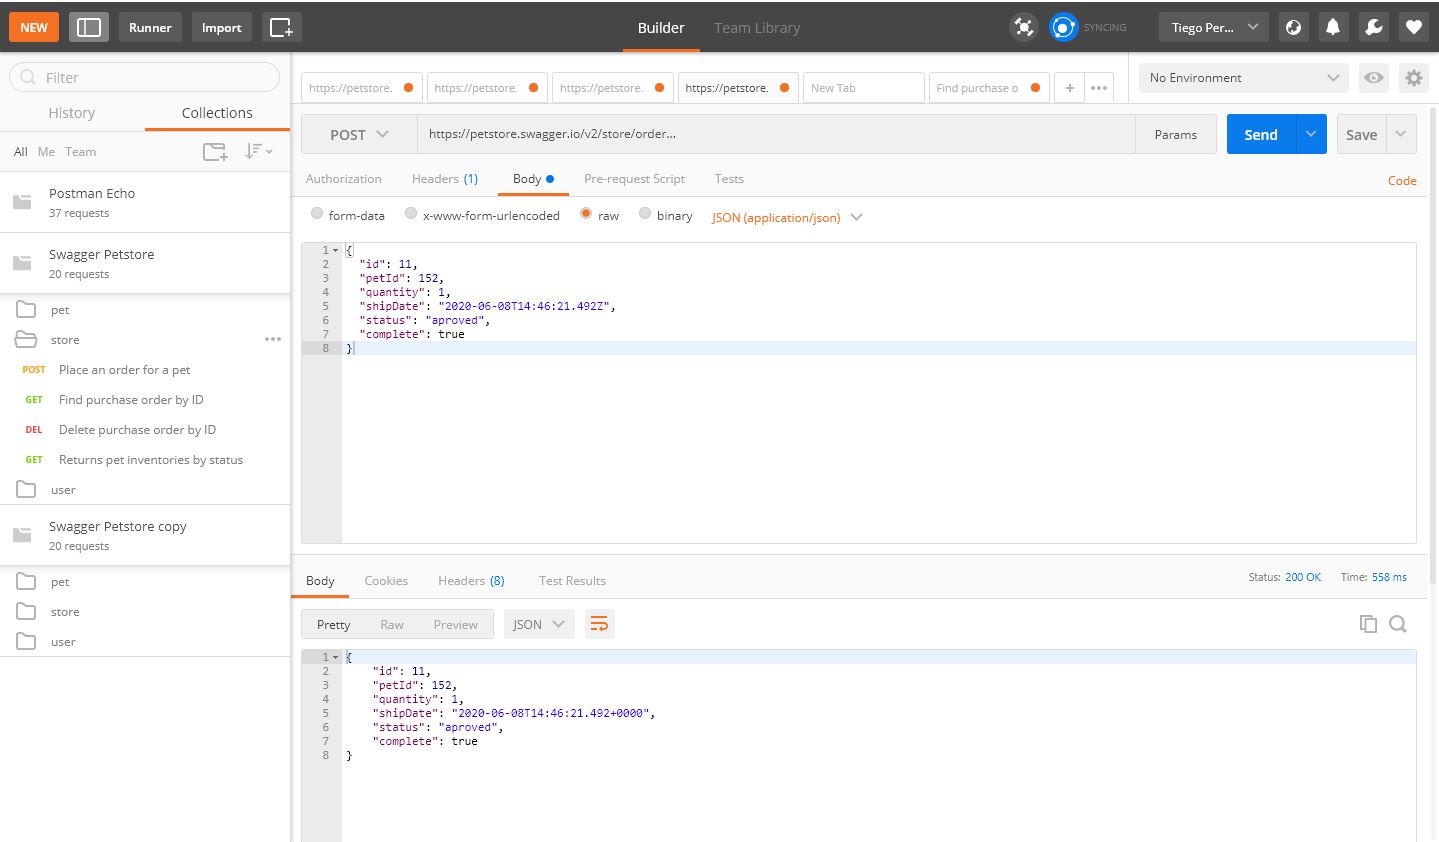 NEW Runner Import Builder Team Library SYNCING Tiego Per...
Filter
History Collections
All Me Team
Postman Echo
37 requests
Swagger Petstore
20 requests
pet
store
POST Place an order for a pet
GET Find purchase order by ID
DEL Delete purchase order by ID
GET Returns pet inventories by status
user
Swagger Petstore copy
20 requests
pet
store
user
https://petstore. https://petstore. https://petstore. https://petstore. New Tab Find purchase o + ••• No Environment
POST https://petstore.swagger.io/v2/store/order... Params Send Save
Authorization Headers (1) Body Pre-request Script Tests Code
form-data x-www-form-urlencoded raw binary JSON (application/json)
1 {
2 "id": 11,
3 "petId": 152,
4 "quantity": 1,
5 "shipDate": "2020-06-08T14:46:21.492Z",
6 "status": "aproved",
7 "complete": true
8 }
Body Cookies Headers (8) Test Results Status: 200 OK Time: 558 ms
Pretty Raw Preview JSON
1 {
2 "id": 11,
3 "petId": 152,
4 "quantity": 1,
5 "shipDate": "2020-06-08T14:46:21.492+0000",
6 "status": "aproved",
7 "complete": true
8 }